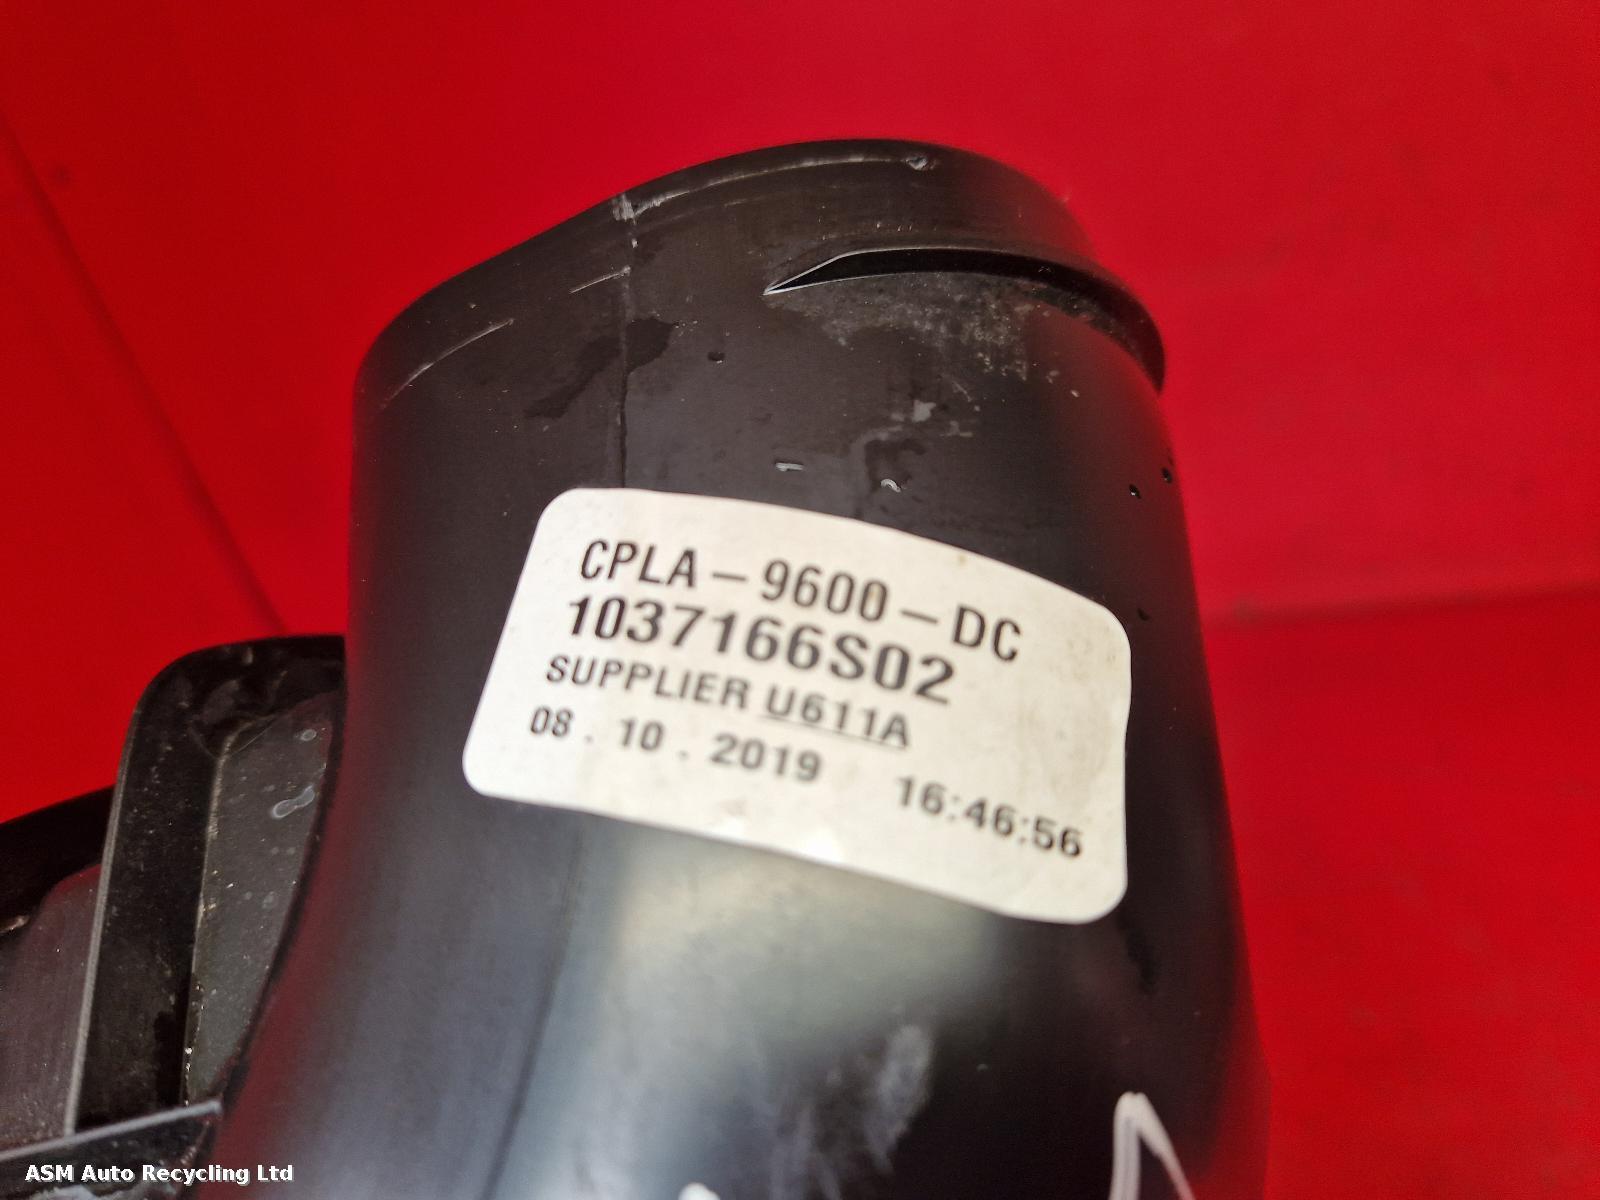 CPLA - 9600 - DC
1037166S02
SUPPLIER U611A
08 . 10 . 2019 16:46:56
ASM Auto Recycling Ltd